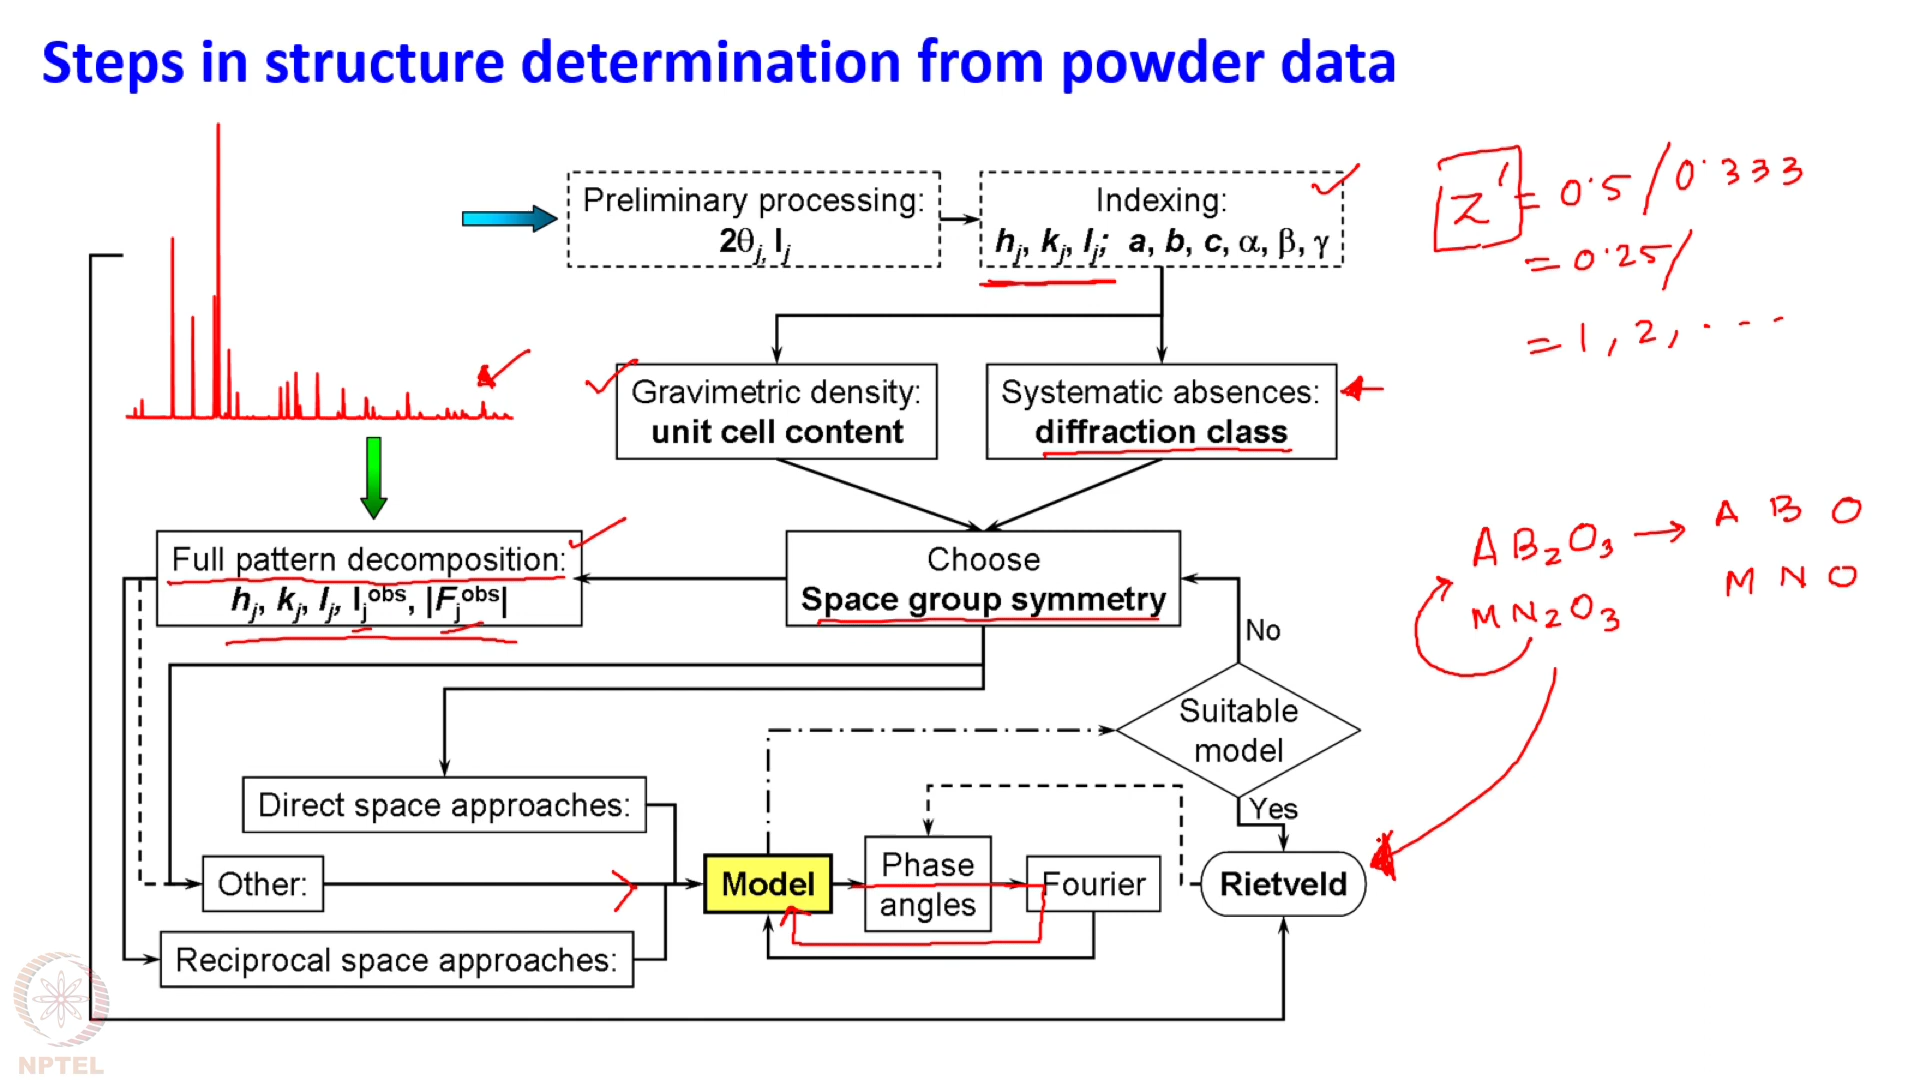 Steps in structure determination from powder data
Preliminary processing:
2θj, Ij
Indexing:
hj, kj, lj; a, b, c, α, β, γ
Z' = 0.5/0.333
= 0.25/
= 1, 2, . - - -
Gravimetric density:
unit cell content
Systematic absences:
diffraction class
Full pattern decomposition:
hj, kj, lj, Ijobs, |Fjobs|
Choose
Space group symmetry
AB2O3 → A B O
MN2O3 M N O
No
Suitable
model
Yes
Direct space approaches:
Other:
Model
Phase
angles
Fourier
Rietveld
Reciprocal space approaches:
NPTEL